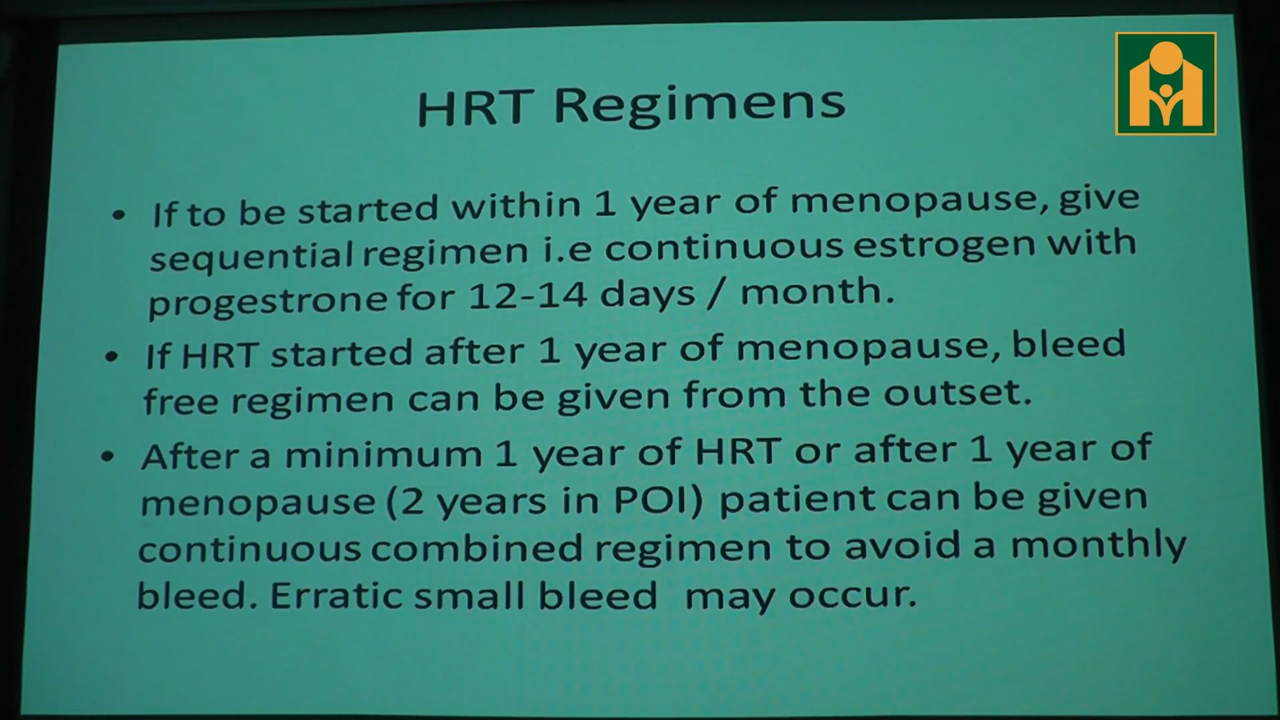 HRT Regimens
• If to be started within 1 year of menopause, give
sequential regimen i.e continuous estrogen with
progestrone for 12-14 days / month.
• If HRT started after 1 year of menopause, bleed
free regimen can be given from the outset.
• After a minimum 1 year of HRT or after 1 year of
menopause (2 years in POI) patient can be given
continuous combined regimen to avoid a monthly
bleed. Erratic small bleed may occur.